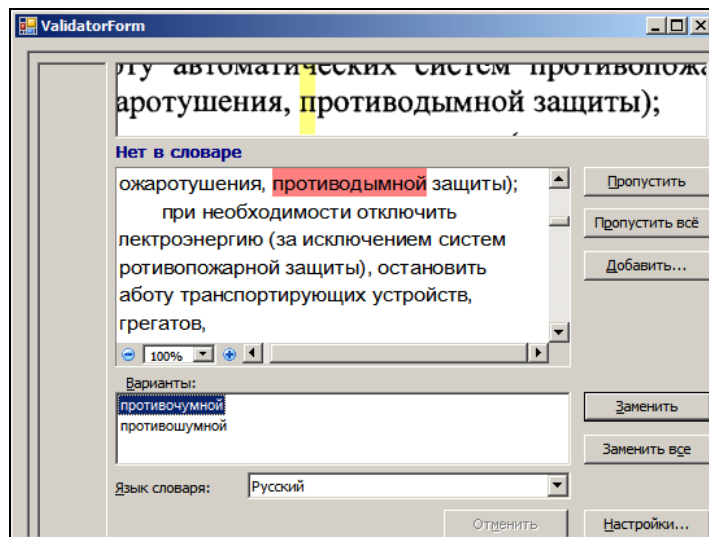 ValidatorForm
оту автоматических систем противопожа
аротушения, противодымной защиты);
Нет в словаре
ожаротушения, противодымной защиты);
при необходимости отключить
лектроэнергию (за исключением систем
ротивопожарной защиты), остановить
аботу транспортирующих устройств,
грегатов,
100%
Пропустить
Пропустить всё
Добавить...
Варианты:
противочумной
противошумной
Заменить
Заменить все
Язык словаря:
Русский
Отменить
Настройки...